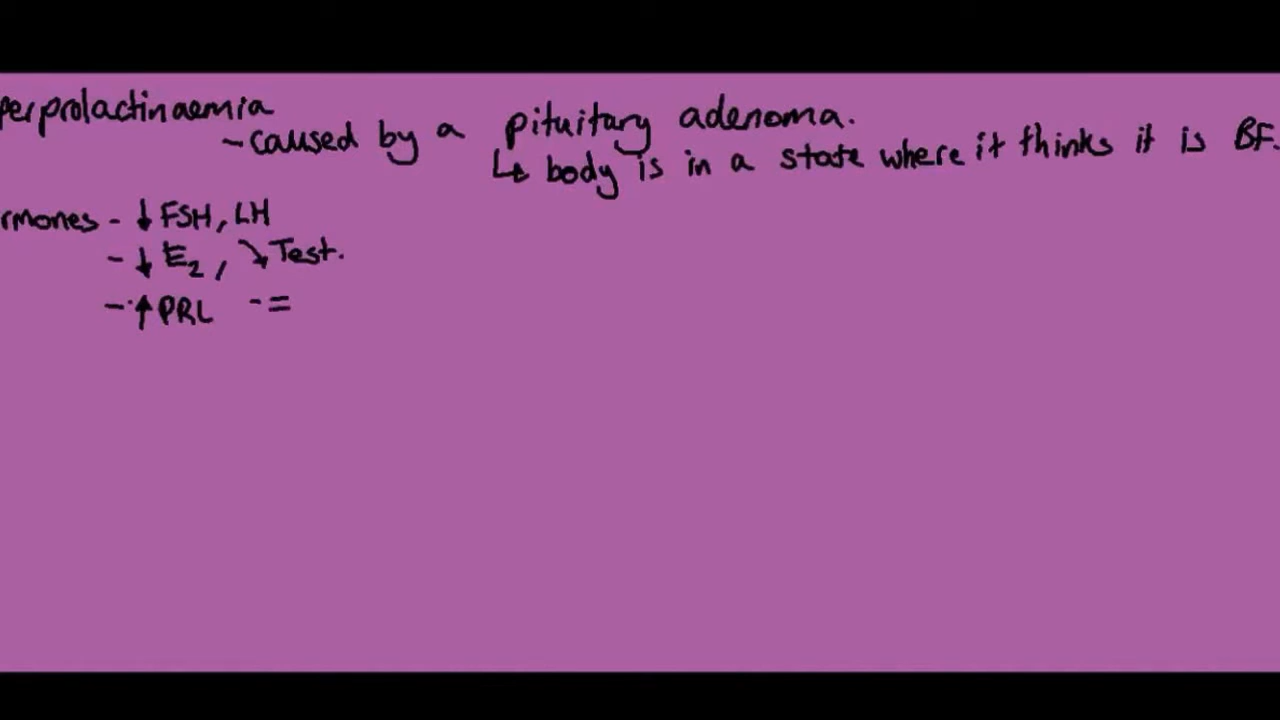 perprolactinaemia
- caused by a pituitary adenoma.
↳ body is in a state where it thinks it is BF.
rmones - ↓ FSH, LH
- ↓ E2, ↘ Test.
- ↑ PRL - =